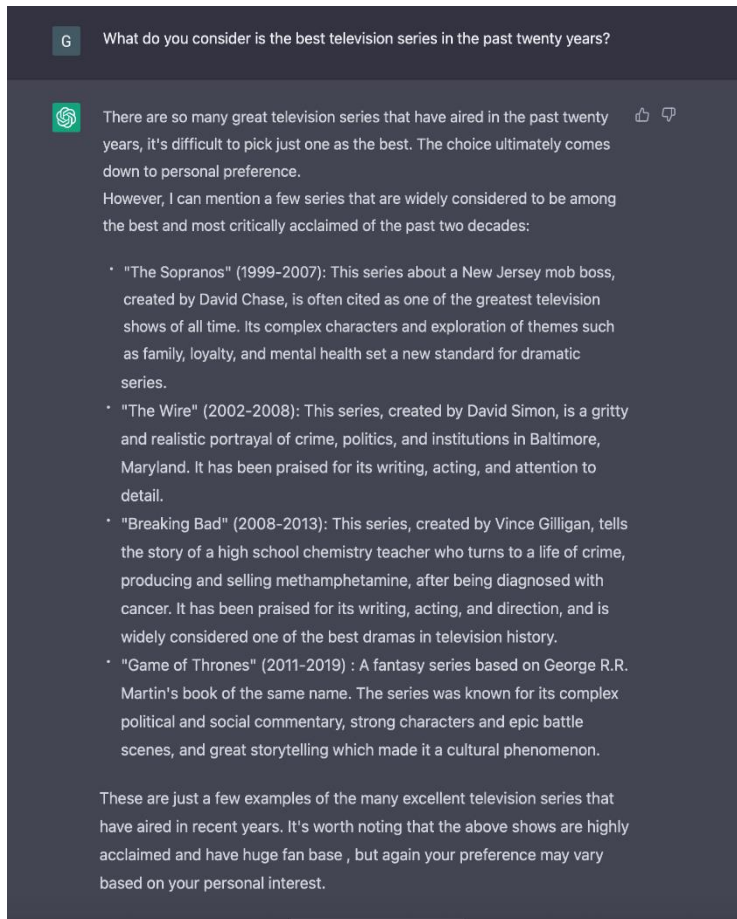 G
What do you consider is the best television series in the past twenty years?
There are so many great television series that have aired in the past twenty
years, it's difficult to pick just one as the best. The choice ultimately comes
down to personal preference.
However, I can mention a few series that are widely considered to be among
the best and most critically acclaimed of the past two decades:
• "The Sopranos" (1999-2007): This series about a New Jersey mob boss,
created by David Chase, is often cited as one of the greatest television
shows of all time. Its complex characters and exploration of themes such
as family, loyalty, and mental health set a new standard for dramatic
series.
• "The Wire" (2002-2008): This series, created by David Simon, is a gritty
and realistic portrayal of crime, politics, and institutions in Baltimore,
Maryland. It has been praised for its writing, acting, and attention to
detail.
• "Breaking Bad" (2008-2013): This series, created by Vince Gilligan, tells
the story of a high school chemistry teacher who turns to a life of crime,
producing and selling methamphetamine, after being diagnosed with
cancer. It has been praised for its writing, acting, and direction, and is
widely considered one of the best dramas in television history.
• "Game of Thrones" (2011-2019) : A fantasy series based on George R.R.
Martin's book of the same name. The series was known for its complex
political and social commentary, strong characters and epic battle
scenes, and great storytelling which made it a cultural phenomenon.
These are just a few examples of the many excellent television series that
have aired in recent years. It's worth noting that the above shows are highly
acclaimed and have huge fan base , but again your preference may vary
based on your personal interest.